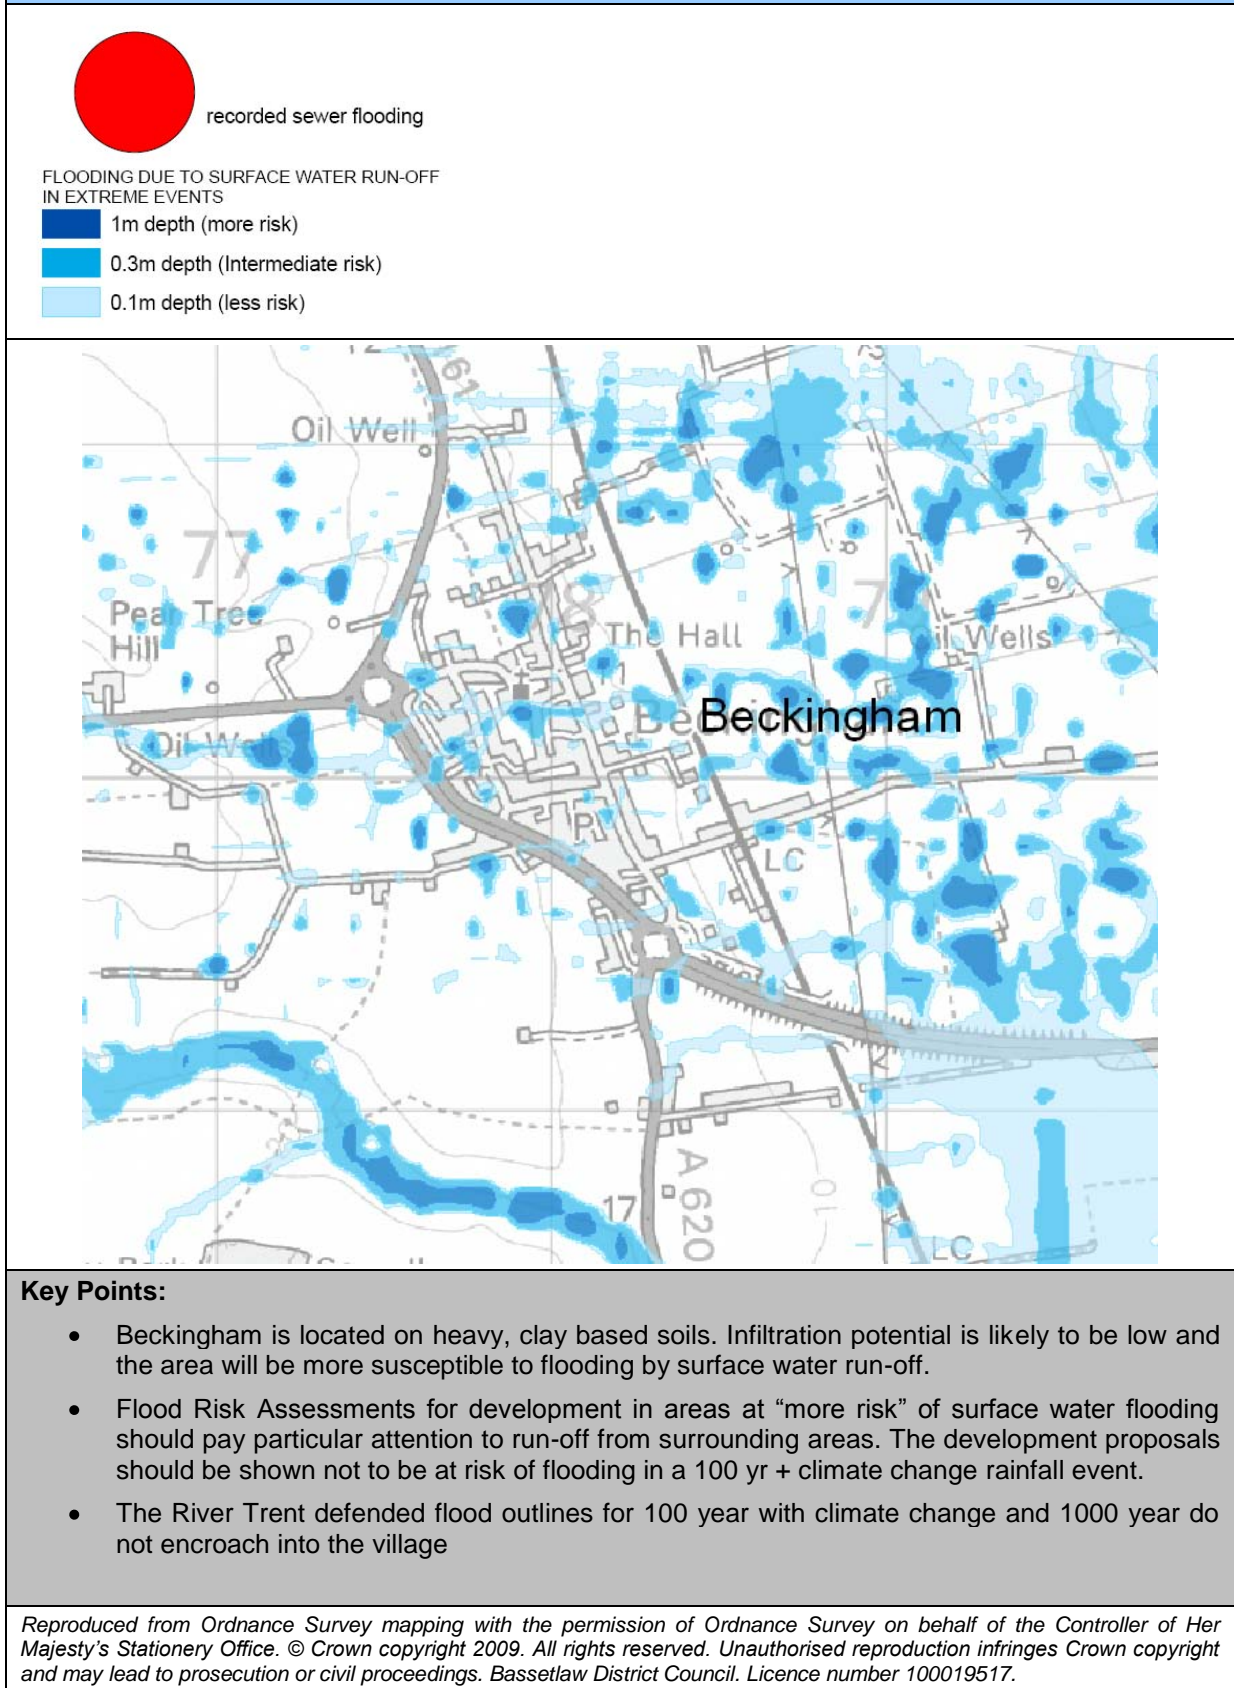 recorded sewer flooding
FLOODING DUE TO SURFACE WATER RUN-OFF
IN EXTREME EVENTS
1m depth (more risk)
0.3m depth (Intermediate risk)
0.1m depth (less risk)
61
Oil Well
77
Pear Tree
Hill
78
The Hall
Oil Wells
Beckingham
Oil Wells
P
LC
A 620
17
10
LC
Key Points:
• Beckingham is located on heavy, clay based soils. Infiltration potential is likely to be low and
the area will be more susceptible to flooding by surface water run-off.
• Flood Risk Assessments for development in areas at “more risk” of surface water flooding
should pay particular attention to run-off from surrounding areas. The development proposals
should be shown not to be at risk of flooding in a 100 yr + climate change rainfall event.
• The River Trent defended flood outlines for 100 year with climate change and 1000 year do
not encroach into the village
Reproduced from Ordnance Survey mapping with the permission of Ordnance Survey on behalf of the Controller of Her
Majesty’s Stationery Office. © Crown copyright 2009. All rights reserved. Unauthorised reproduction infringes Crown copyright
and may lead to prosecution or civil proceedings. Bassetlaw District Council. Licence number 100019517.